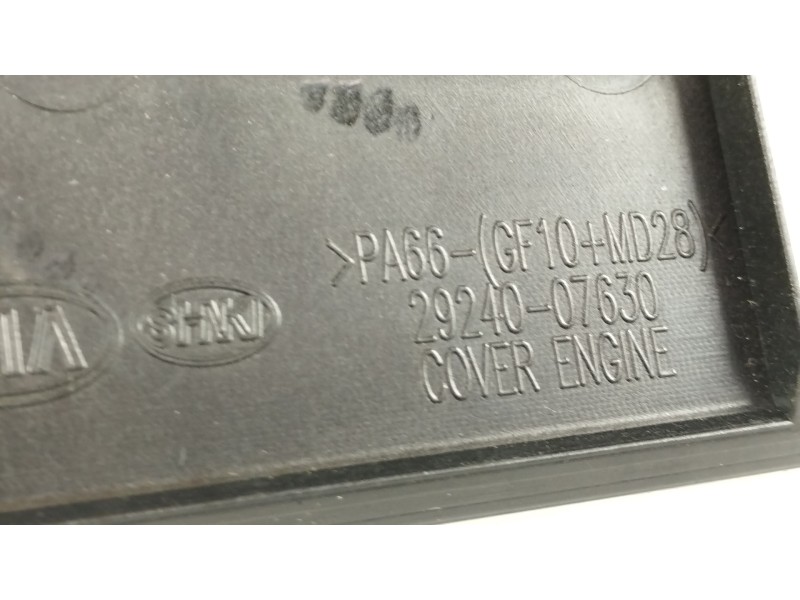 >PA66-(GF10+MD28)<
29240-07630
COVER ENGINE